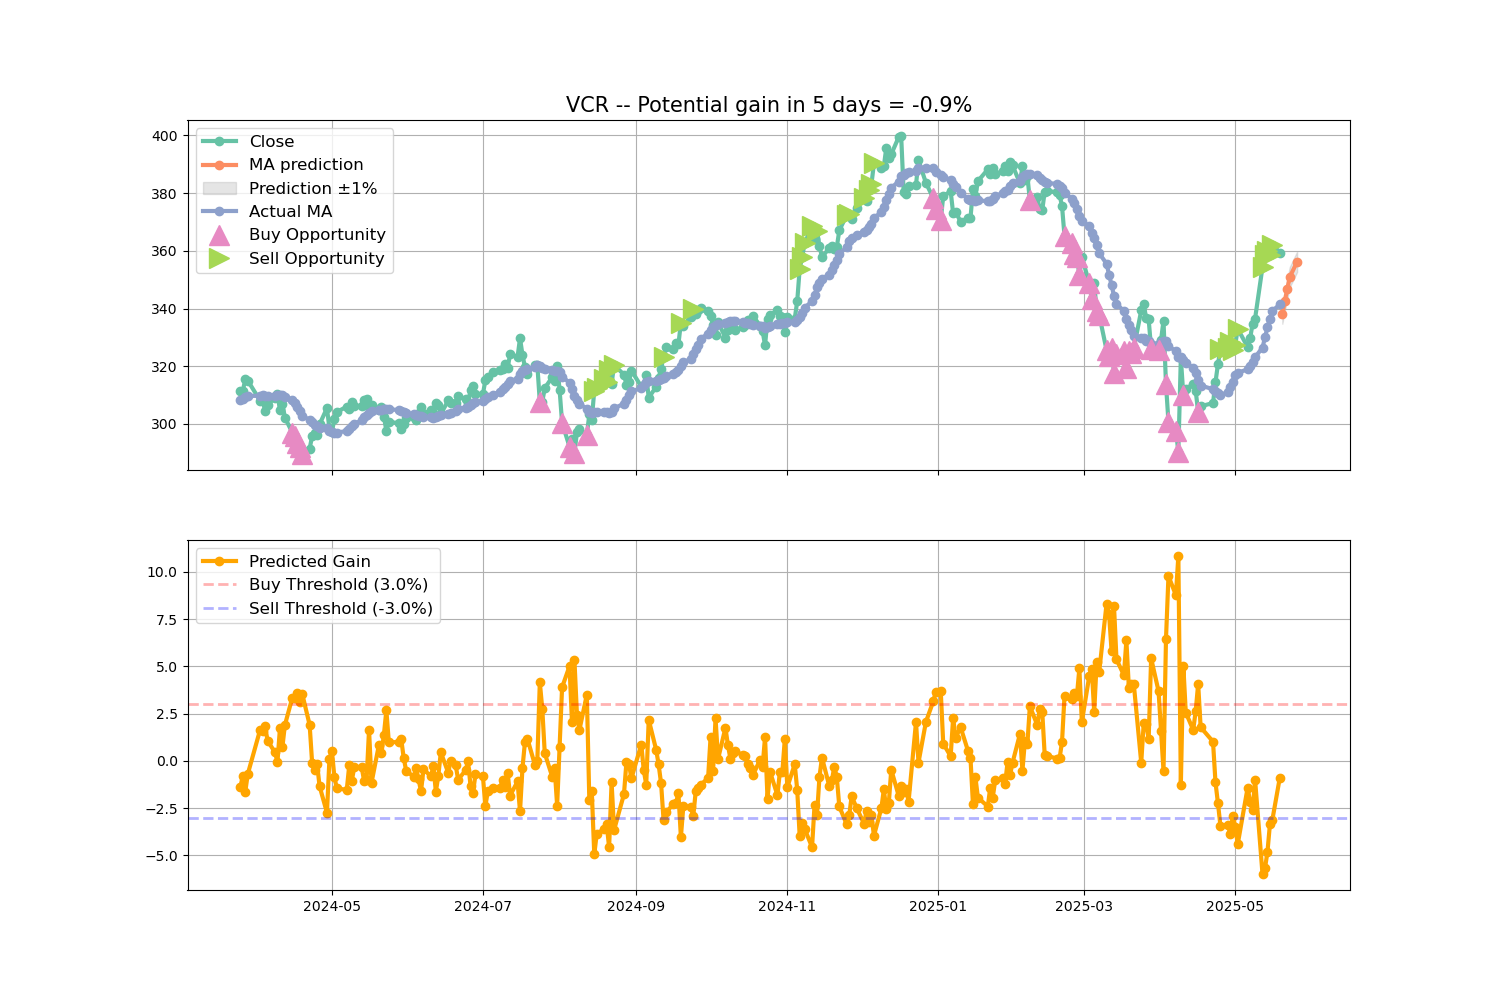 VCR -- Potential gain in 5 days = -0.9%
400
380
360
340
320
300
Close
MA prediction
Prediction ±1%
Actual MA
Buy Opportunity
Sell Opportunity
10.0
7.5
5.0
2.5
0.0
−2.5
−5.0
Predicted Gain
Buy Threshold (3.0%)
Sell Threshold (-3.0%)
2024-05
2024-07
2024-09
2024-11
2025-01
2025-03
2025-05